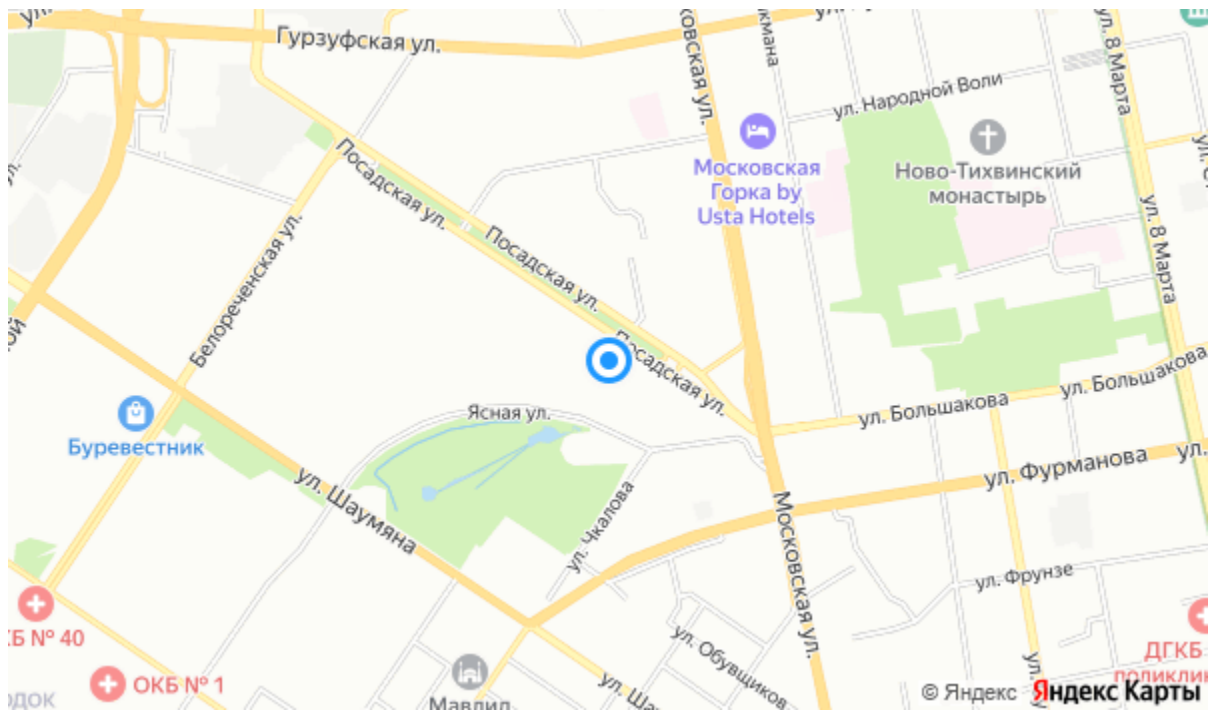 Гурзуфская ул.
ул. Народной Воли
ул. 8 Марта
Московская
Горка by
Usta Hotels
Ново-Тихвинский
монастырь
Посадская ул.
Посадская ул.
ул. 8 Марта
Белореченская ул.
Посадская ул.
ул. Большакова
ул. Большакова
Ясная ул.
Буревестник
ул. Фурманова
ул.
ул. Шаумяна
ул. Чкалова
Московская ул.
ул. Фрунзе
КБ № 40
ОКБ № 1
ул. Обувщиков
ДГКБ
Мавлид
© Яндекс Яндекс Карты